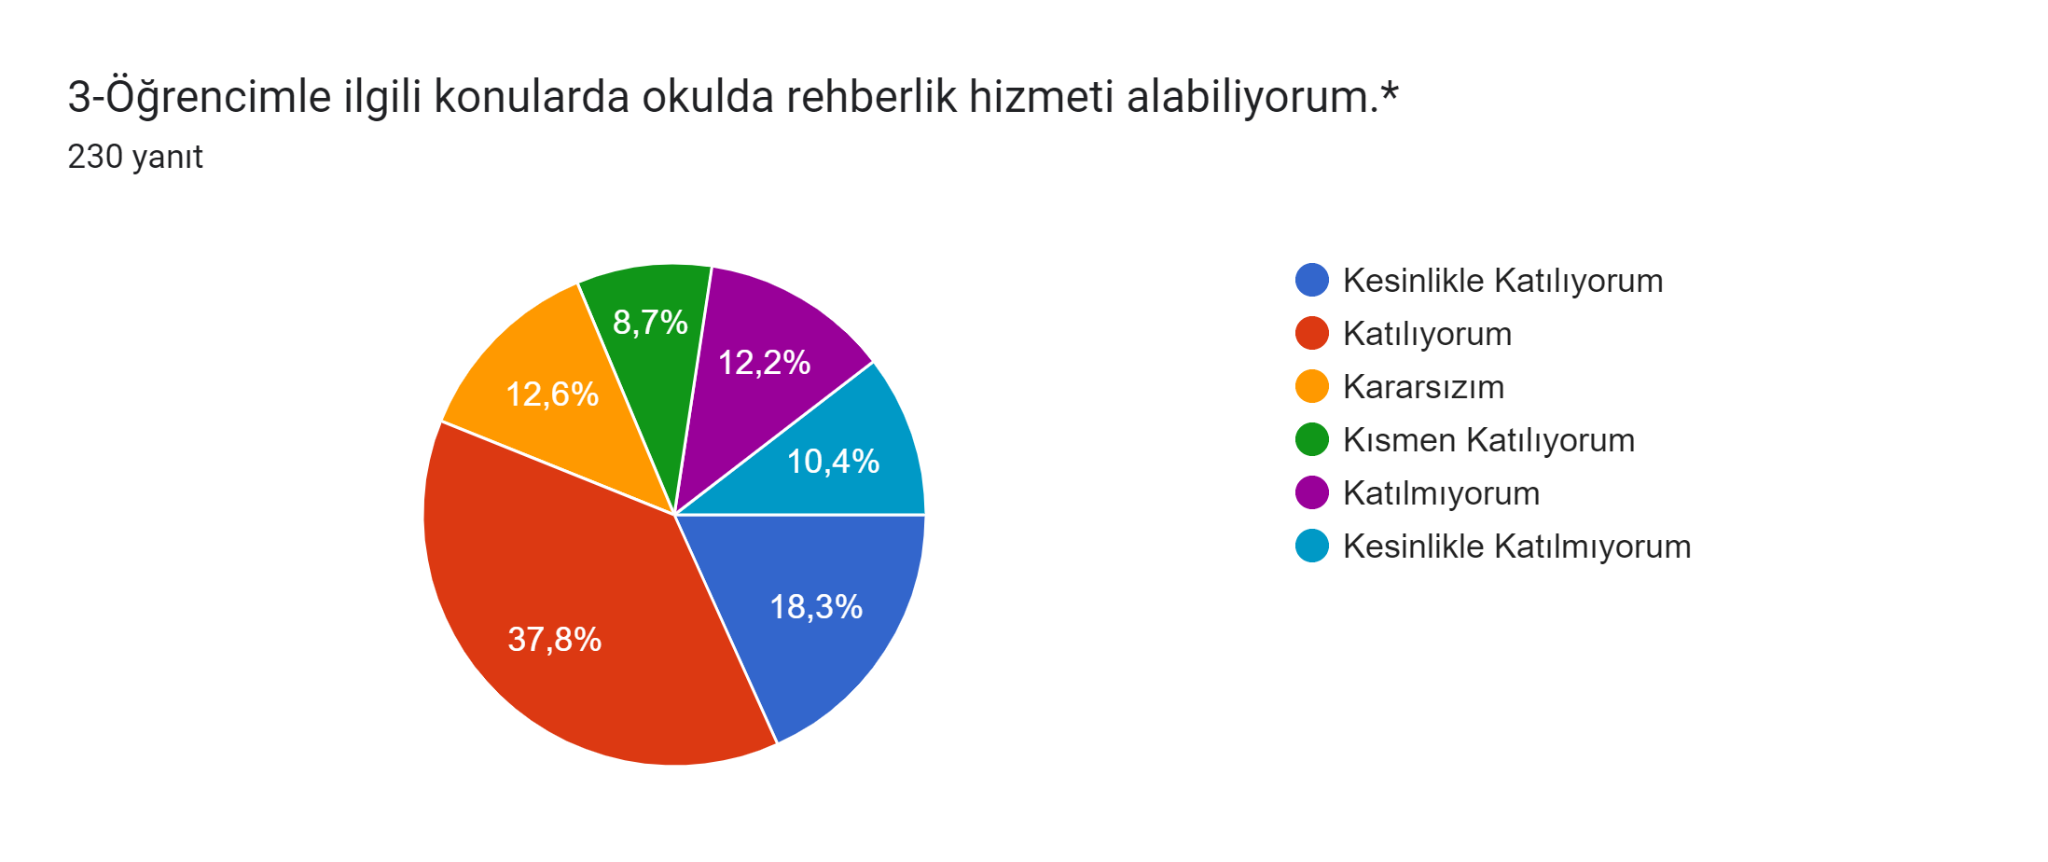 3-Öğrencimle ilgili konularda okulda rehberlik hizmeti alabiliyorum.*
230 yanıt
8,7%
12,2%
12,6%
10,4%
18,3%
37,8%
Kesinlikle Katılıyorum
Katılıyorum
Kararsızım
Kısmen Katılıyorum
Katılmıyorum
Kesinlikle Katılmıyorum